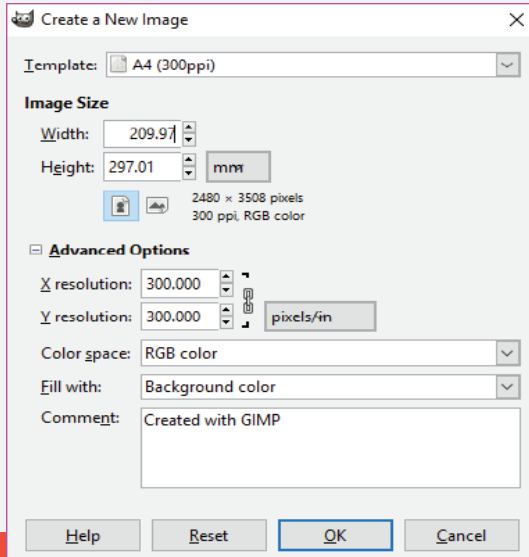 Create a New Image
Template: A4 (300ppi)
Image Size
Width: 209.97
Height: 297.01 mm
2480 × 3508 pixels
300 ppi, RGB color
Advanced Options
X resolution: 300.000
Y resolution: 300.000 pixels/in
Color space: RGB color
Fill with: Background color
Comment: Created with GIMP
Help Reset OK Cancel